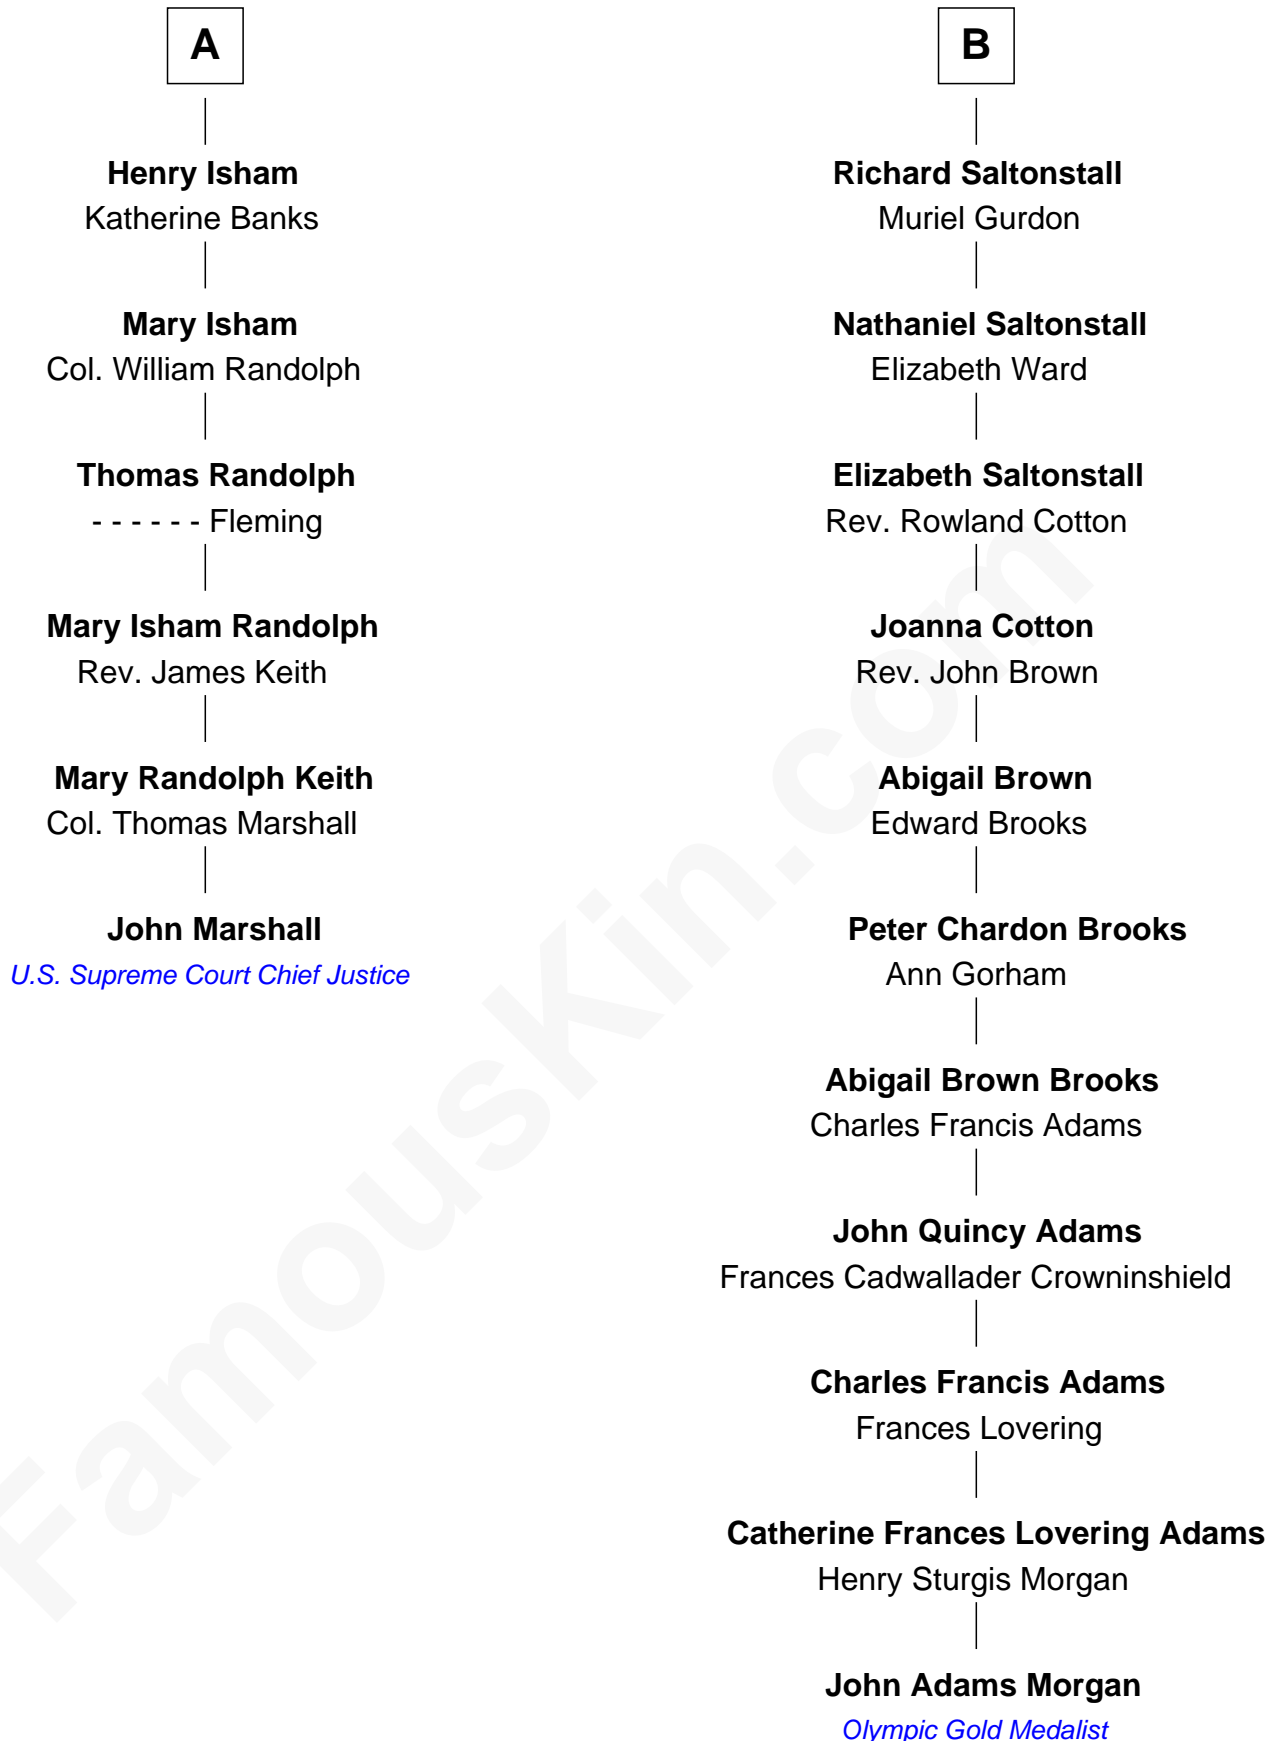 A
Henry Isham
Katherine Banks
Mary Isham
Col. William Randolph
Thomas Randolph
- - - - - - Fleming
Mary Isham Randolph
Rev. James Keith
Mary Randolph Keith
Col. Thomas Marshall
John Marshall
U.S. Supreme Court Chief Justice
B
Richard Saltonstall
Muriel Gurdon
Nathaniel Saltonstall
Elizabeth Ward
Elizabeth Saltonstall
Rev. Rowland Cotton
Joanna Cotton
Rev. John Brown
Abigail Brown
Edward Brooks
Peter Chardon Brooks
Ann Gorham
Abigail Brown Brooks
Charles Francis Adams
John Quincy Adams
Frances Cadwallader Crowninshield
Charles Francis Adams
Frances Lovering
Catherine Frances Lovering Adams
Henry Sturgis Morgan
John Adams Morgan
Olympic Gold Medalist
FamousKin.com